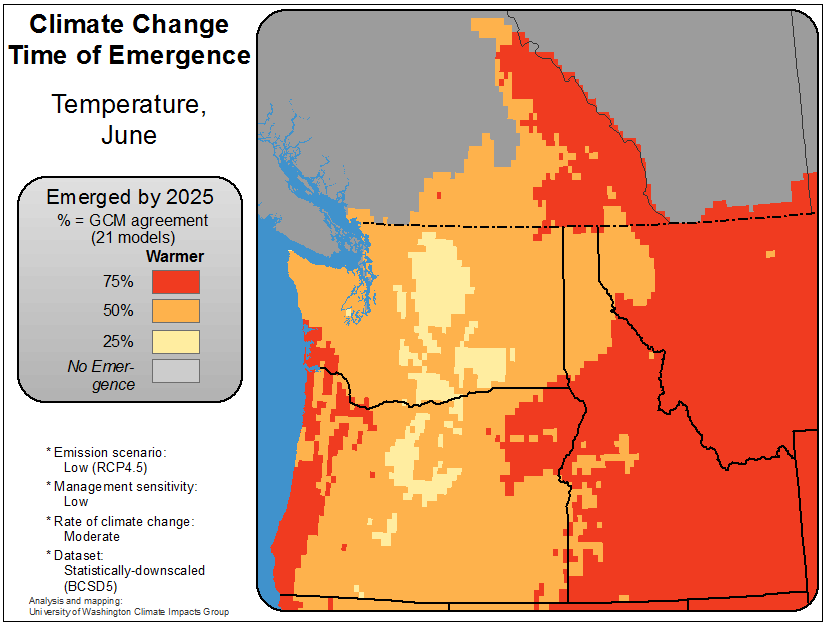 Climate Change
Time of Emergence
Temperature,
June
Emerged by 2025
% = GCM agreement
(21 models)
Warmer
75%
50%
25%
No Emer-
gence
* Emission scenario:
Low (RCP4.5)
* Management sensitivity:
Low
* Rate of climate change:
Moderate
* Dataset:
Statistically-downscaled
(BCSD5)
Analysis and mapping:
University of Washington Climate Impacts Group